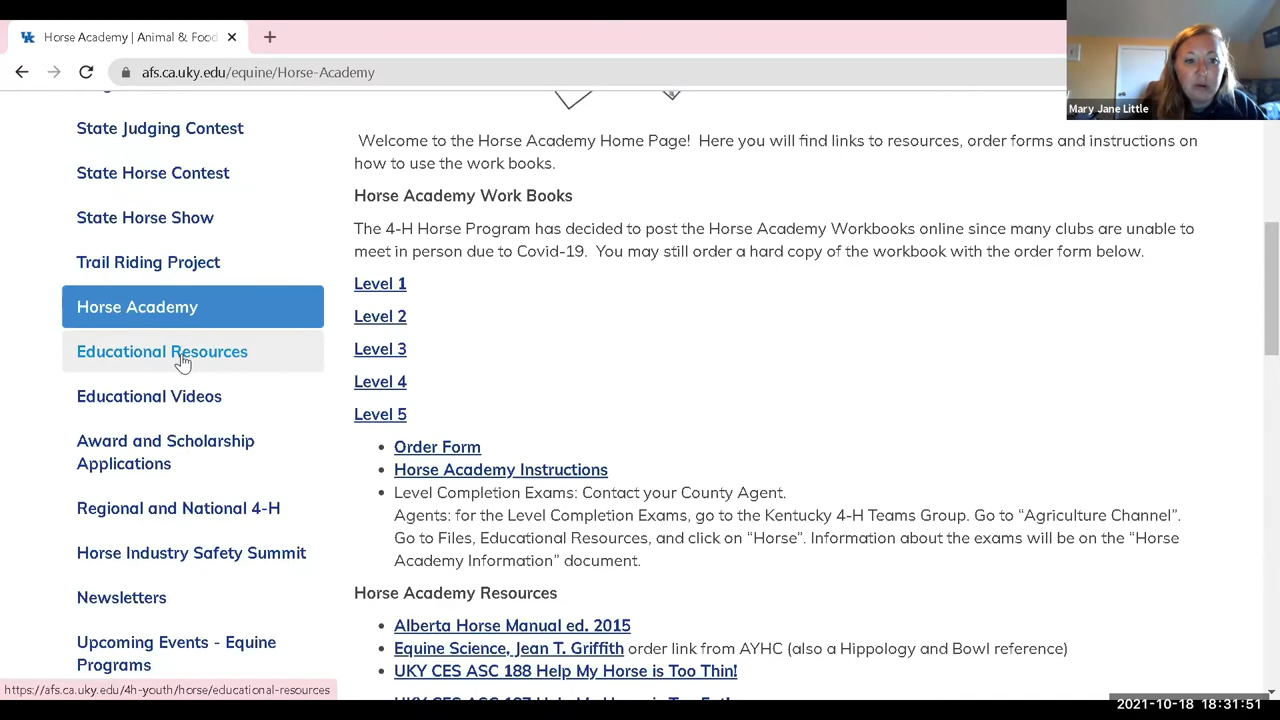 Horse Academy | Animal & Food
afs.ca.uky.edu/equine/Horse-Academy
Mary Jane Little
State Judging Contest
State Horse Contest
State Horse Show
Trail Riding Project
Horse Academy
Educational Resources
Educational Videos
Award and Scholarship
Applications
Regional and National 4-H
Horse Industry Safety Summit
Newsletters
Upcoming Events - Equine
Programs
https://afs.ca.uky.edu/4h-youth/horse/educational-resources
Welcome to the Horse Academy Home Page! Here you will find links to resources, order forms and instructions on
how to use the work books.
Horse Academy Work Books
The 4-H Horse Program has decided to post the Horse Academy Workbooks online since many clubs are unable to
meet in person due to Covid-19. You may still order a hard copy of the workbook with the order form below.
Level 1
Level 2
Level 3
Level 4
Level 5
• Order Form
• Horse Academy Instructions
• Level Completion Exams: Contact your County Agent.
Agents: for the Level Completion Exams, go to the Kentucky 4-H Teams Group. Go to “Agriculture Channel”.
Go to Files, Educational Resources, and click on “Horse”. Information about the exams will be on the “Horse
Academy Information” document.
Horse Academy Resources
• Alberta Horse Manual ed. 2015
• Equine Science, Jean T. Griffith order link from AYHC (also a Hippology and Bowl reference)
• UKY CES ASC 188 Help My Horse is Too Thin!
UKY CES ASC 187 Help My Horse is Too Fat!
2021-10-18 18:31:51